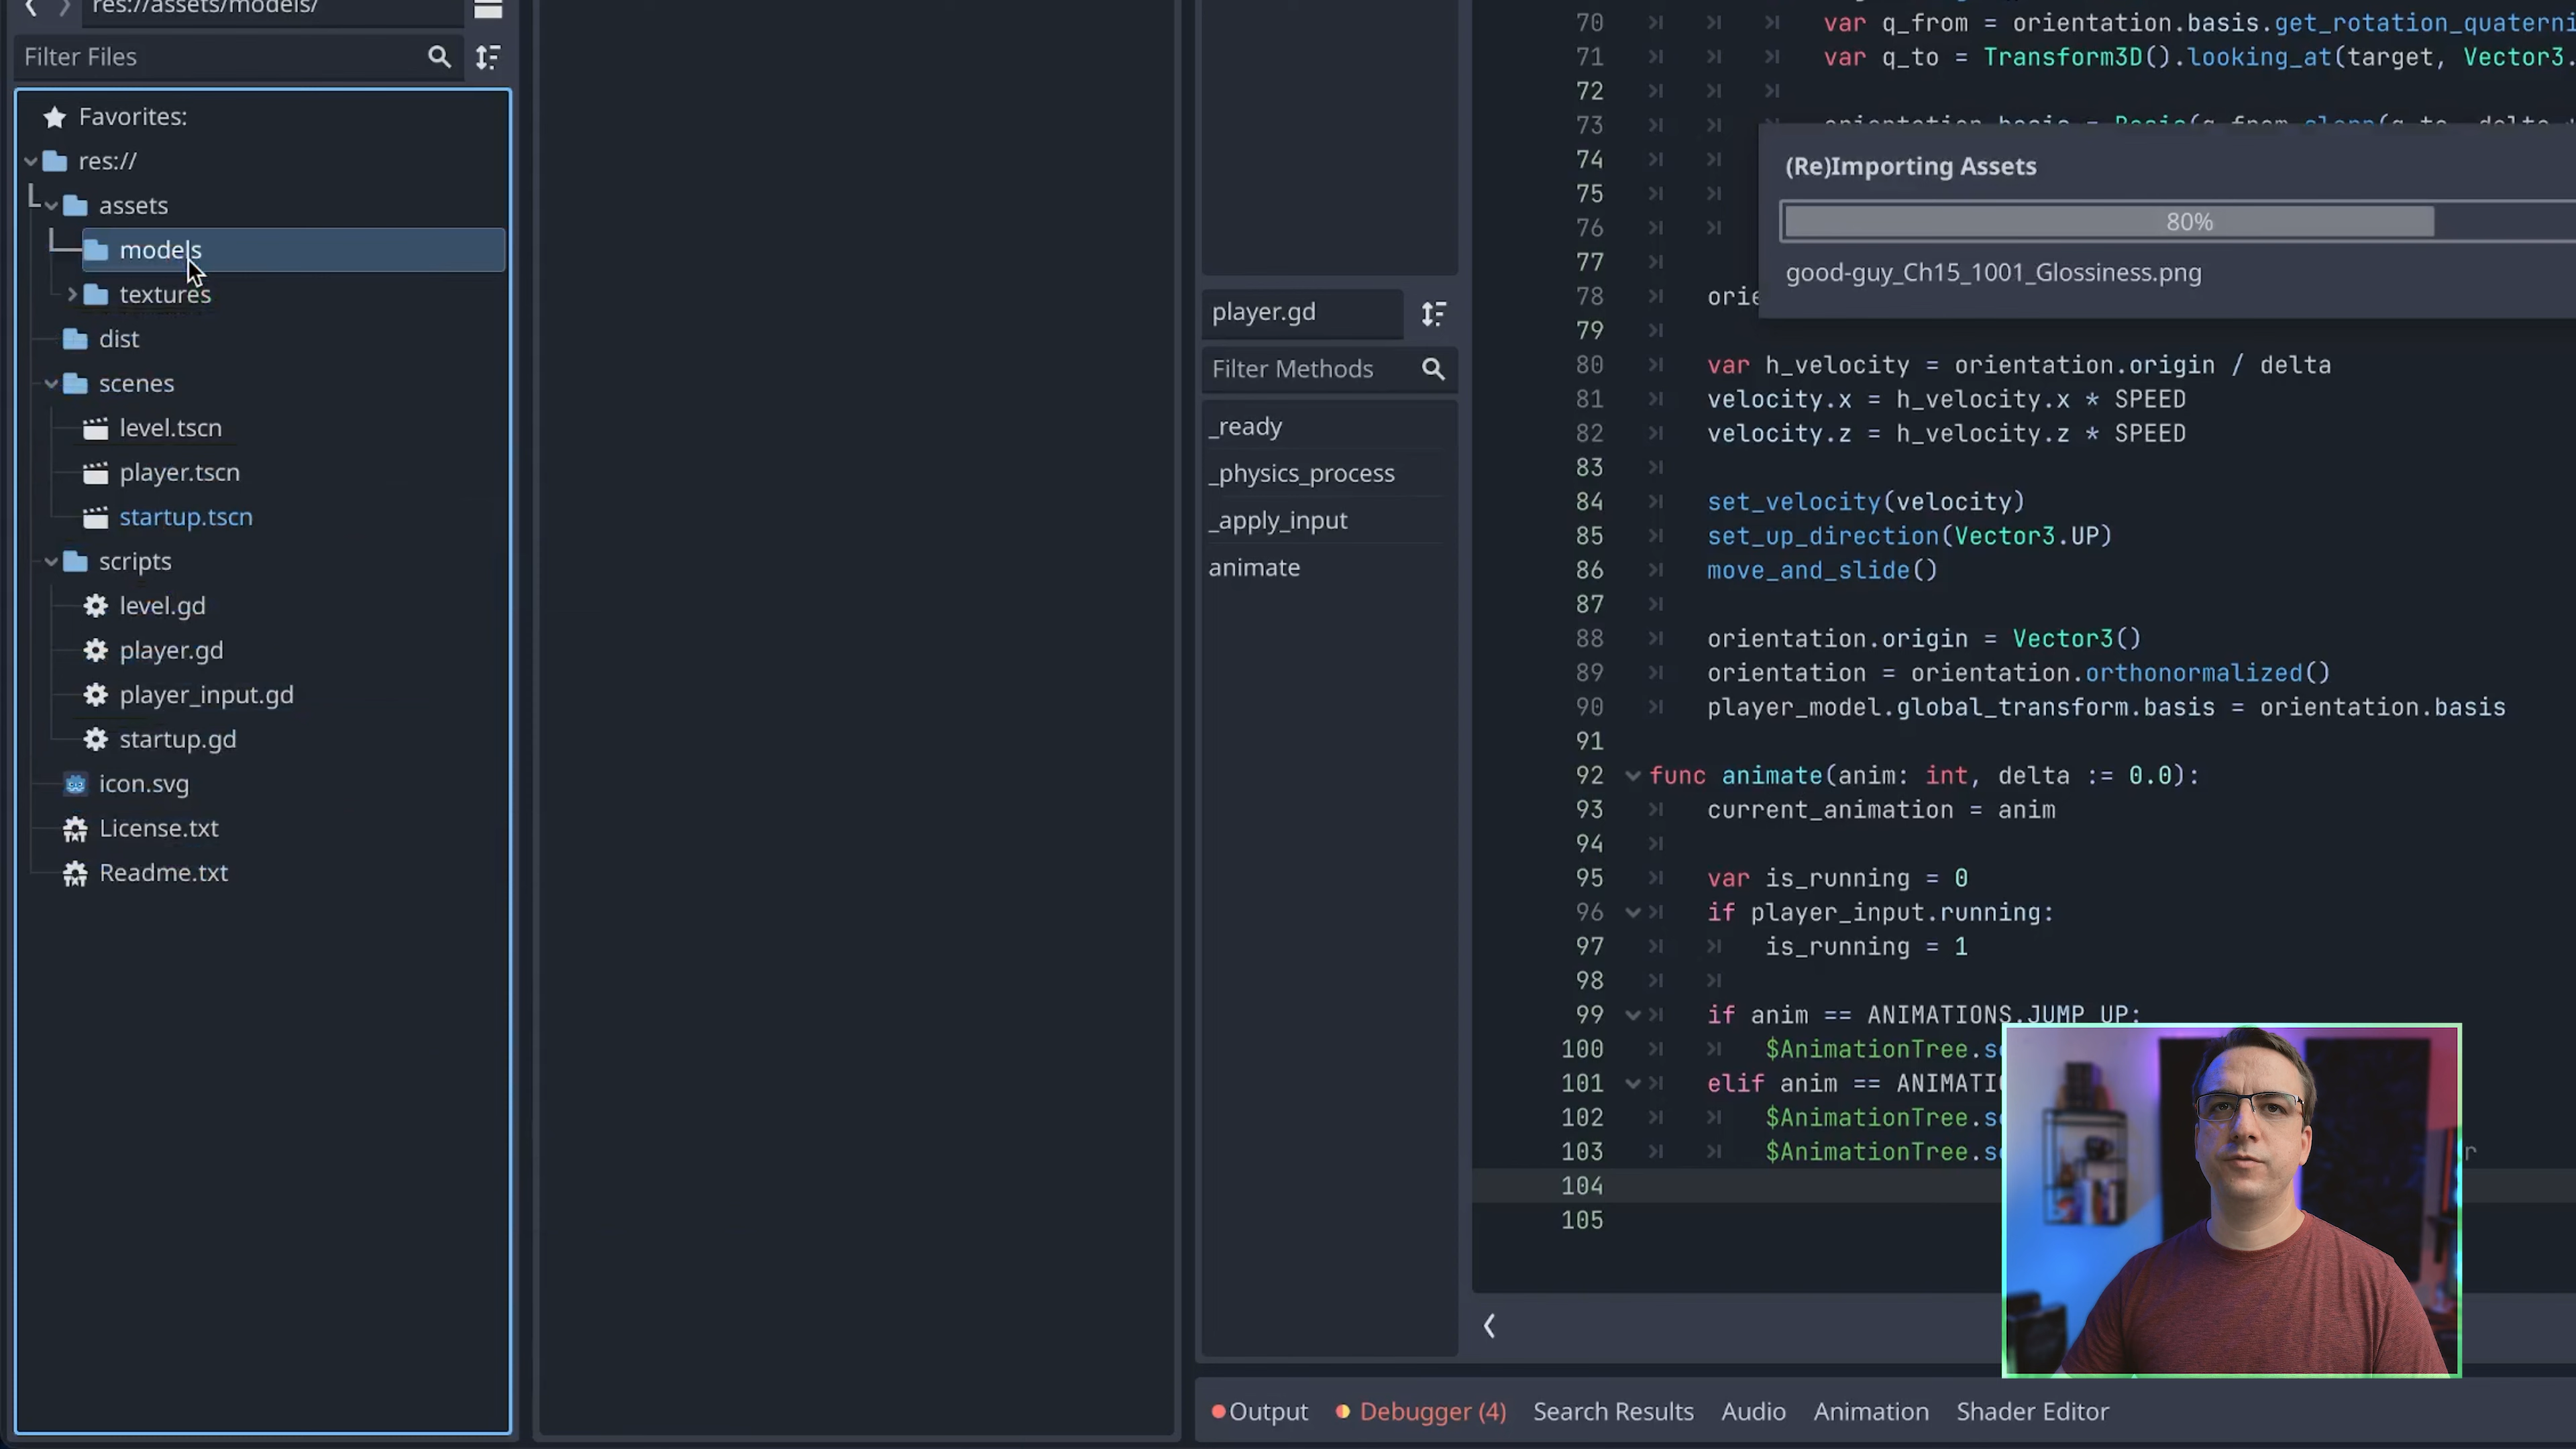 res://assets/models/
Filter Files
Favorites:
res://
assets
models
textures
dist
scenes
level.tscn
player.tscn
startup.tscn
scripts
level.gd
player.gd
player_input.gd
startup.gd
icon.svg
License.txt
Readme.txt
player.gd
Filter Methods
_ready
_physics_process
_apply_input
animate
70 var q_from = orientation.basis.get_rotation_quaterni
71 var q_to = Transform3D().looking_at(target, Vector3.
72
73 orientation.basis = Basis(q_from.slerp(q_to, delta *
74
75
76
77
78 orie
79
80 var h_velocity = orientation.origin / delta
81 velocity.x = h_velocity.x * SPEED
82 velocity.z = h_velocity.z * SPEED
83
84 set_velocity(velocity)
85 set_up_direction(Vector3.UP)
86 move_and_slide()
87
88 orientation.origin = Vector3()
89 orientation = orientation.orthonormalized()
90 player_model.global_transform.basis = orientation.basis
91
92 func animate(anim: int, delta := 0.0):
93 current_animation = anim
94
95 var is_running = 0
96 if player_input.running:
97 is_running = 1
98
99 if anim == ANIMATIONS.JUMP_UP:
100 $AnimationTree.s
101 elif anim == ANIMATI
102 $AnimationTree.s
103 $AnimationTree.s r
104
105
(Re)Importing Assets
80%
good-guy_Ch15_1001_Glossiness.png
Output Debugger (4) Search Results Audio Animation Shader Editor